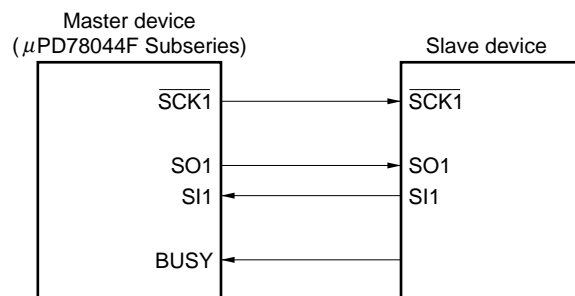 Master device
(μPD78044F Subseries)
Slave device
SCK1
SCK1
SO1
SO1
SI1
SI1
BUSY